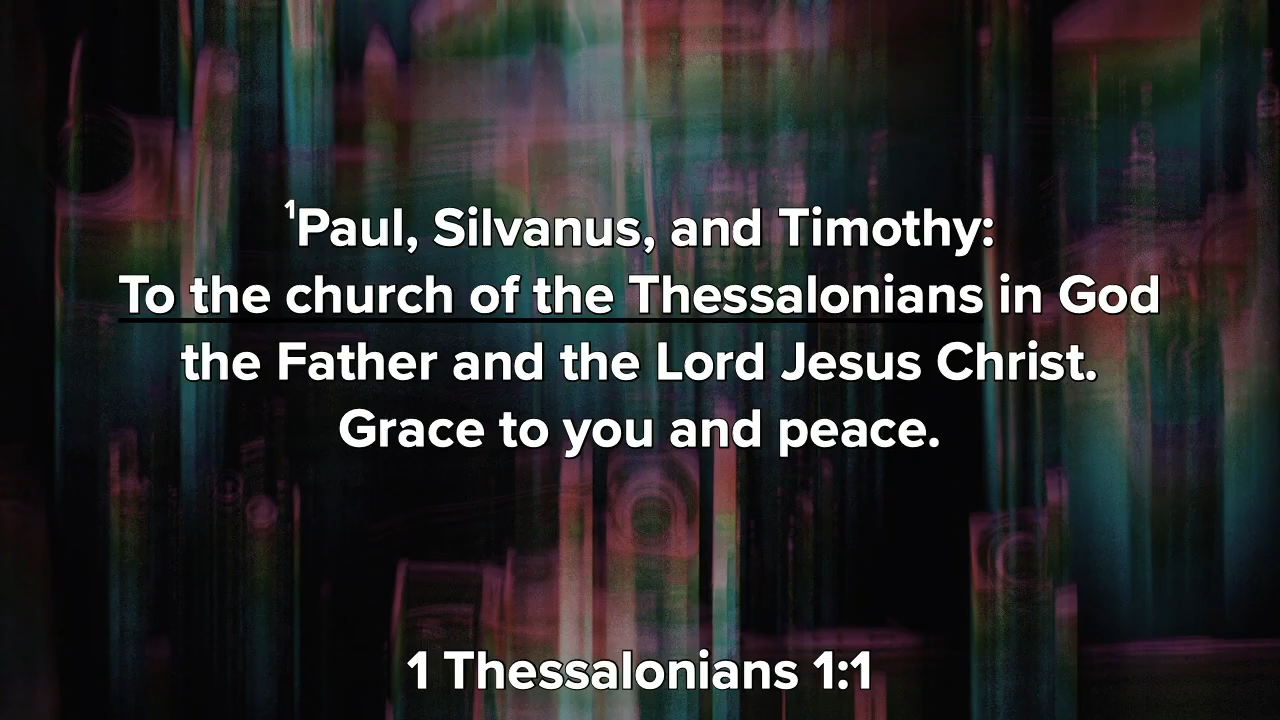 ¹Paul, Silvanus, and Timothy:
To the church of the Thessalonians in God
the Father and the Lord Jesus Christ.
Grace to you and peace.
1 Thessalonians 1:1